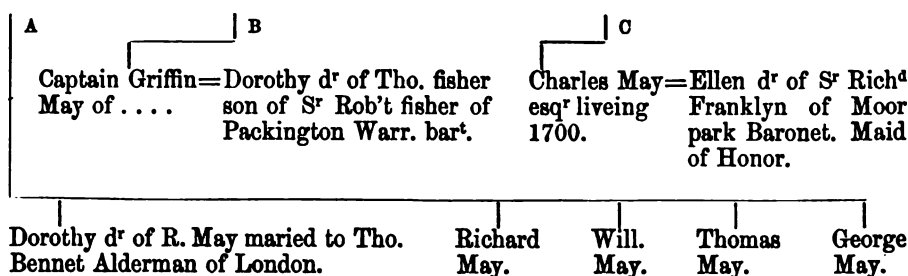 A B C
Captain Griffin=Dorothy dʳ of Tho. fisher
May of .... son of Sʳ Rob't fisher of
Packington Warr. barᵗ.
Charles May=Ellen dʳ of Sʳ Richᵈ
esqʳ liveing Franklyn of Moor
1700. park Baronet. Maid
of Honor.
Dorothy dʳ of R. May maried to Tho.
Bennet Alderman of London.
Richard
May.
Will.
May.
Thomas
May.
George
May.